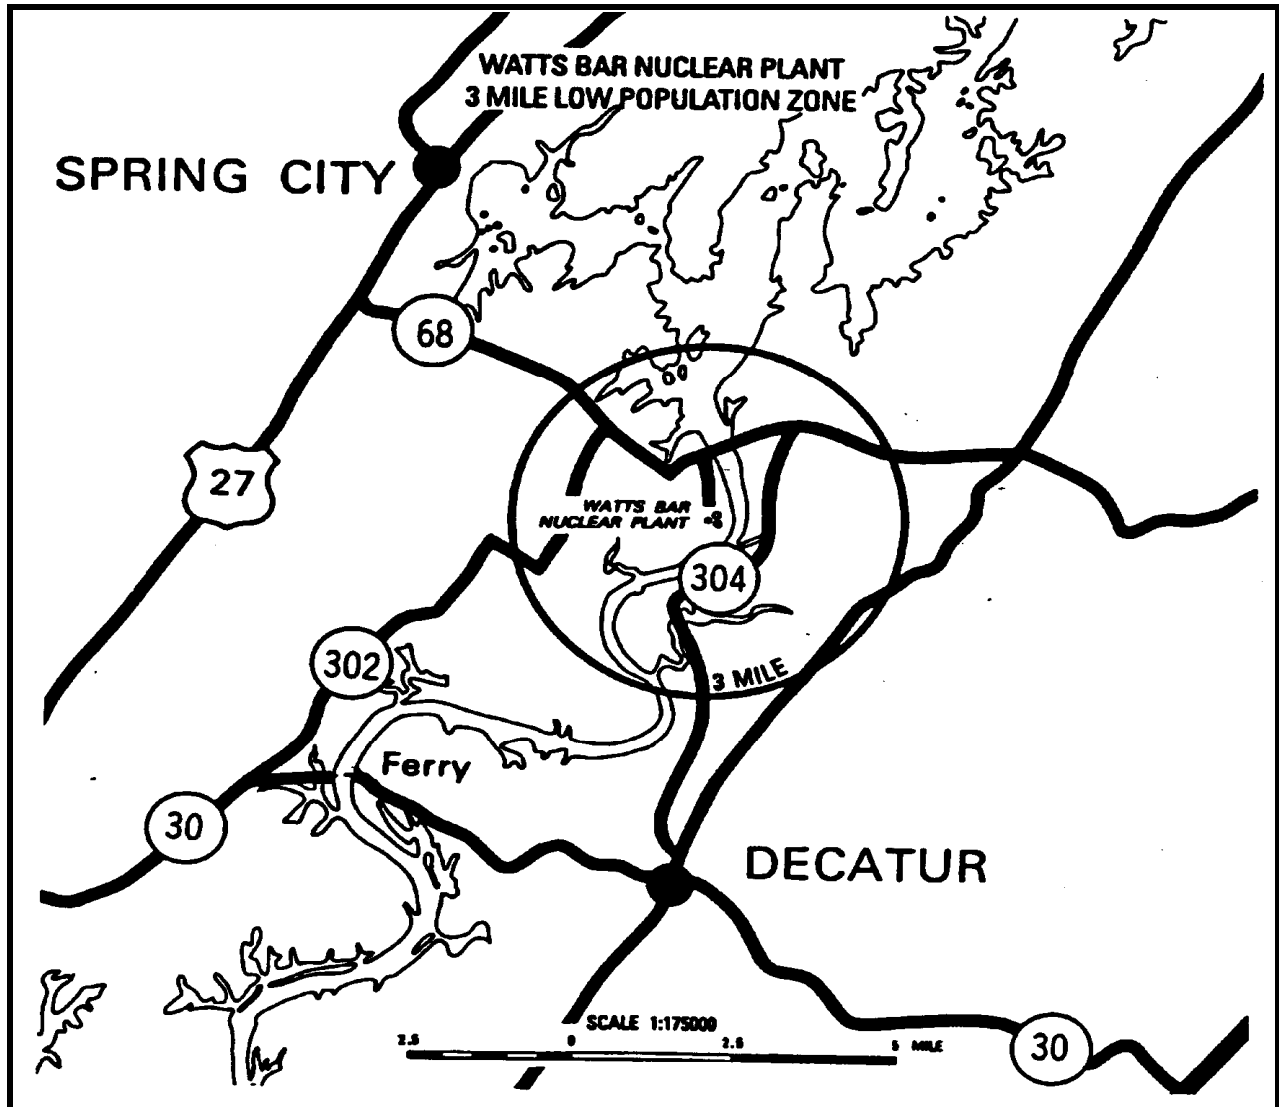 WATTS BAR NUCLEAR PLANT
3 MILE LOW POPULATION ZONE
SPRING CITY
68
27
WATTS BAR
NUCLEAR PLANT
304
302
3 MILE
Ferry
30
DECATUR
SCALE 1:175000
2.5 0 2.5 5 MILE
30